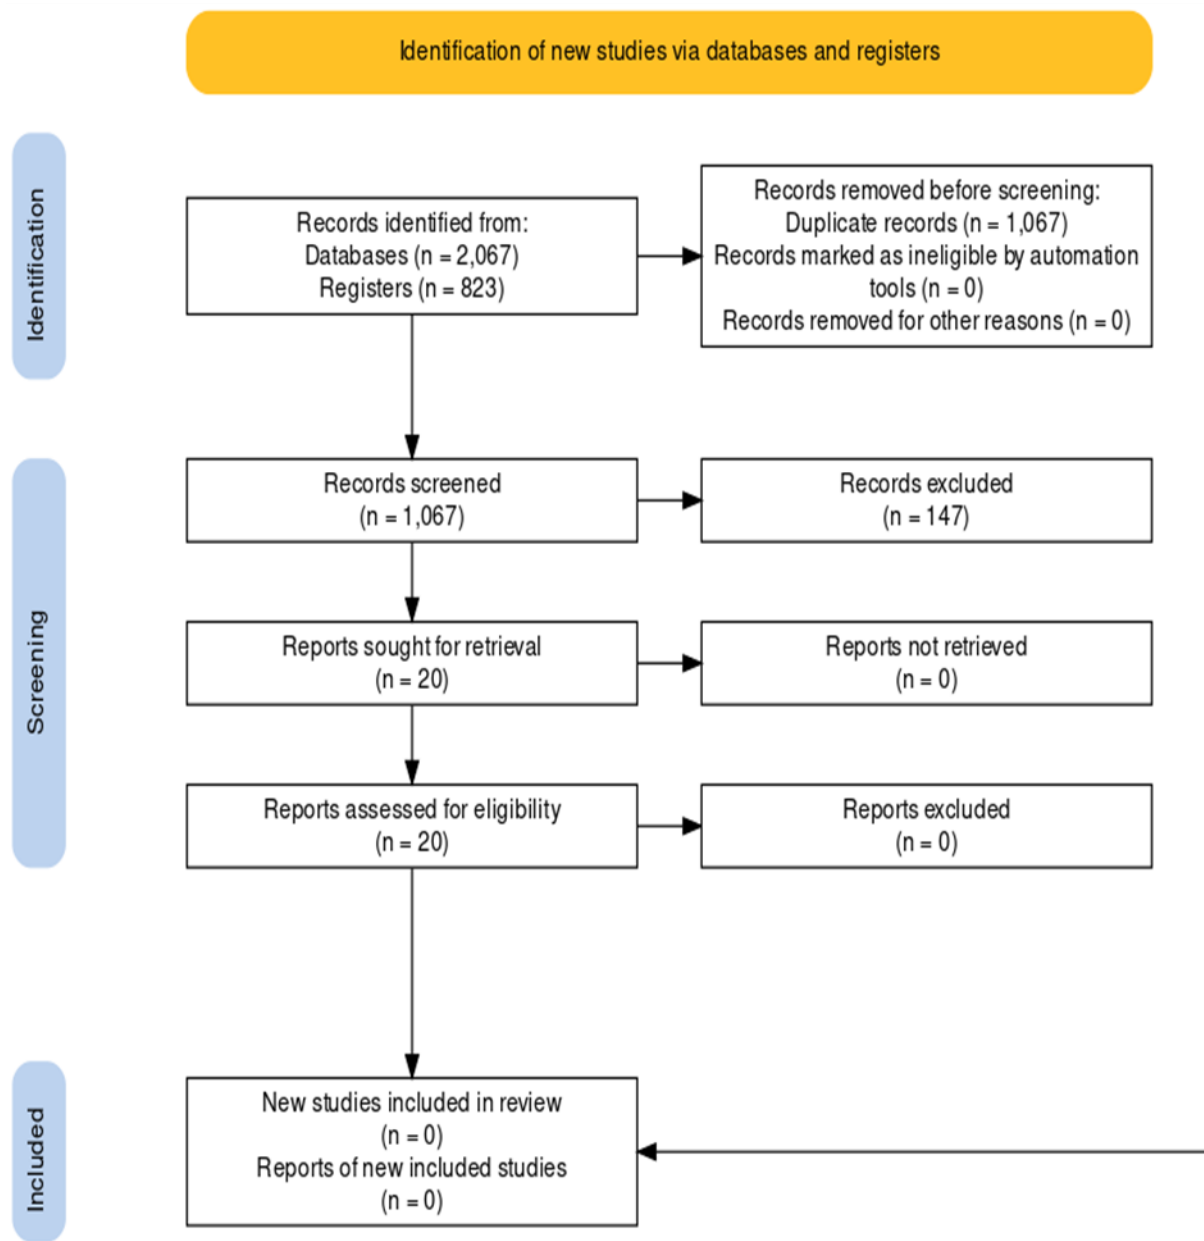 Identification of new studies via databases and registers
Identification
Records identified from:
Databases (n = 2,067)
Registers (n = 823)
Records removed before screening:
Duplicate records (n = 1,067)
Records marked as ineligible by automation
tools (n = 0)
Records removed for other reasons (n = 0)
Screening
Records screened
(n = 1,067)
Records excluded
(n = 147)
Reports sought for retrieval
(n = 20)
Reports not retrieved
(n = 0)
Reports assessed for eligibility
(n = 20)
Reports excluded
(n = 0)
Included
New studies included in review
(n = 0)
Reports of new included studies
(n = 0)